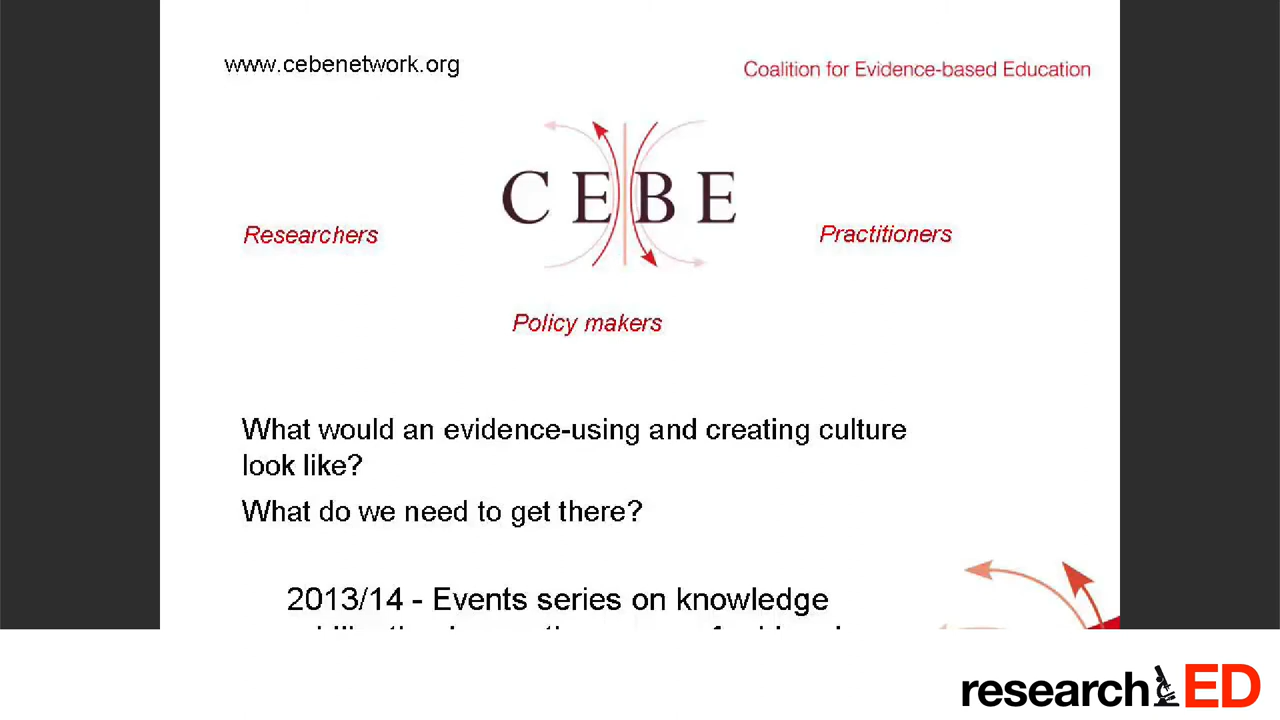 www.cebenetwork.org
Coalition for Evidence-based Education
CEBE
Researchers
Practitioners
Policy makers
What would an evidence-using and creating culture
look like?
What do we need to get there?
2013/14 - Events series on knowledge
researchED